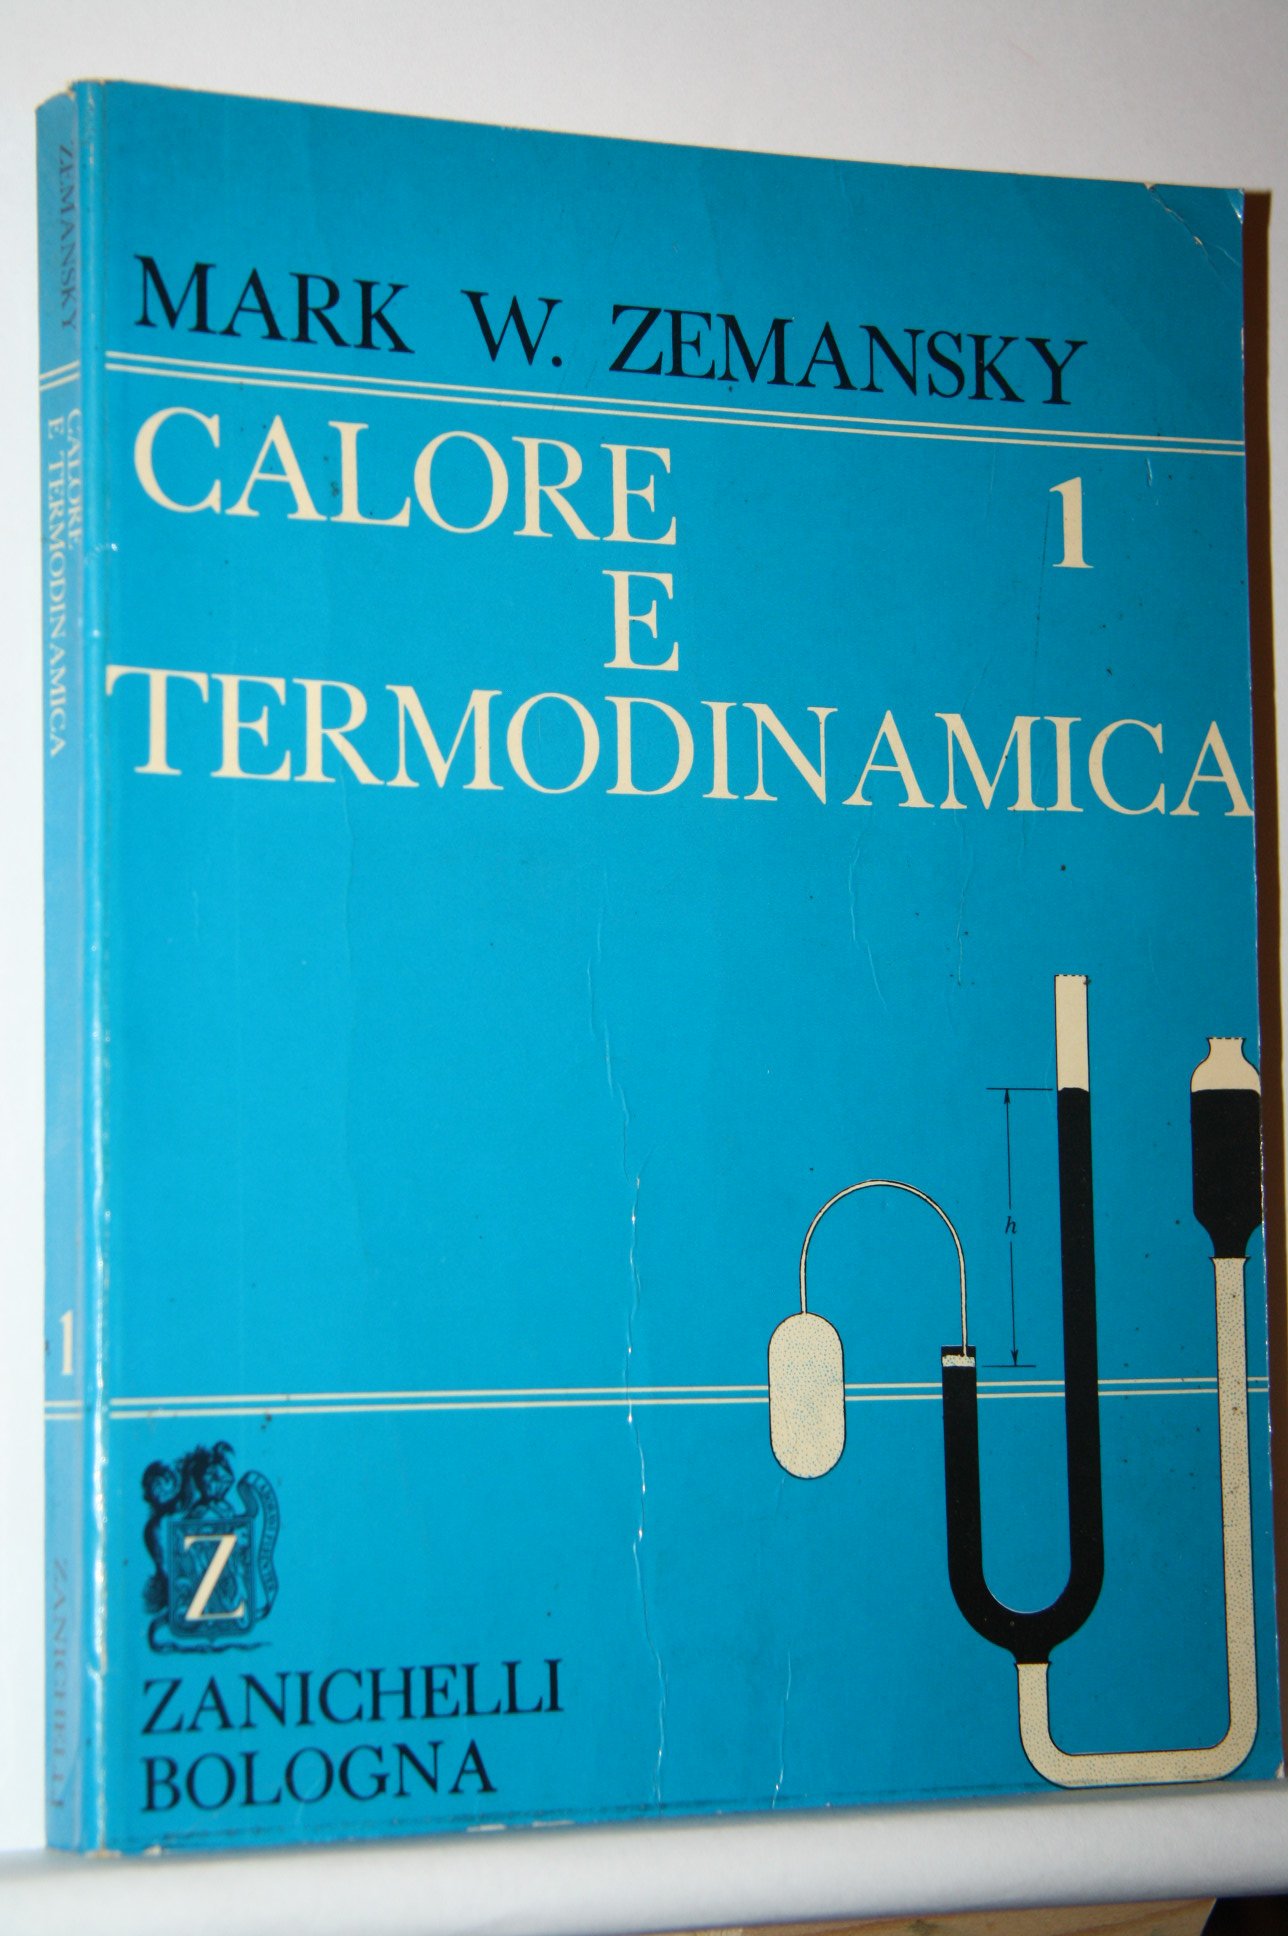 MARK W. ZEMANSKY
CALORE 1
E
TERMODINAMICA
h
Z
ZANICHELLI
BOLOGNA
ZEMANSKY
CALORE
E TERMODINAMICA
1
ZANICHELLI